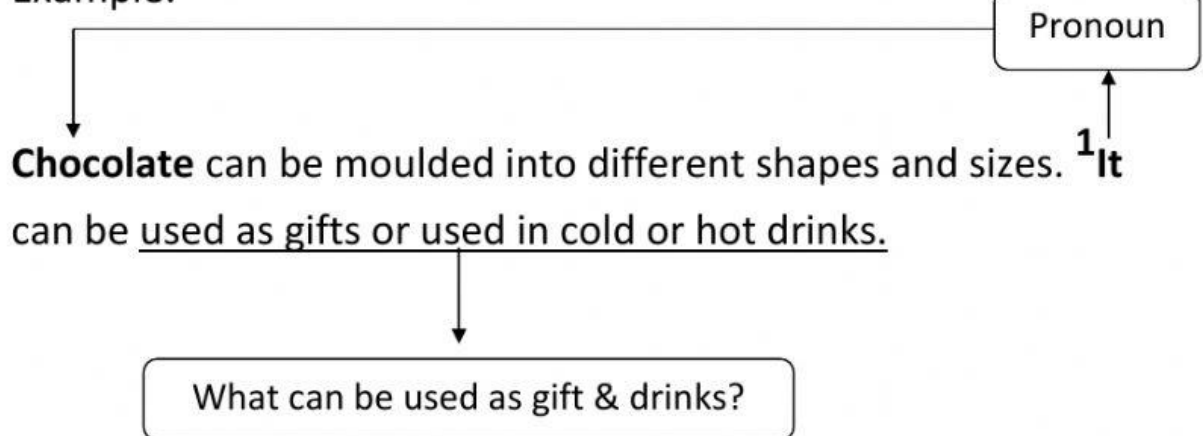 Example:
Pronoun
Chocolate can be moulded into different shapes and sizes. ¹It
can be used as gifts or used in cold or hot drinks.
What can be used as gift & drinks?